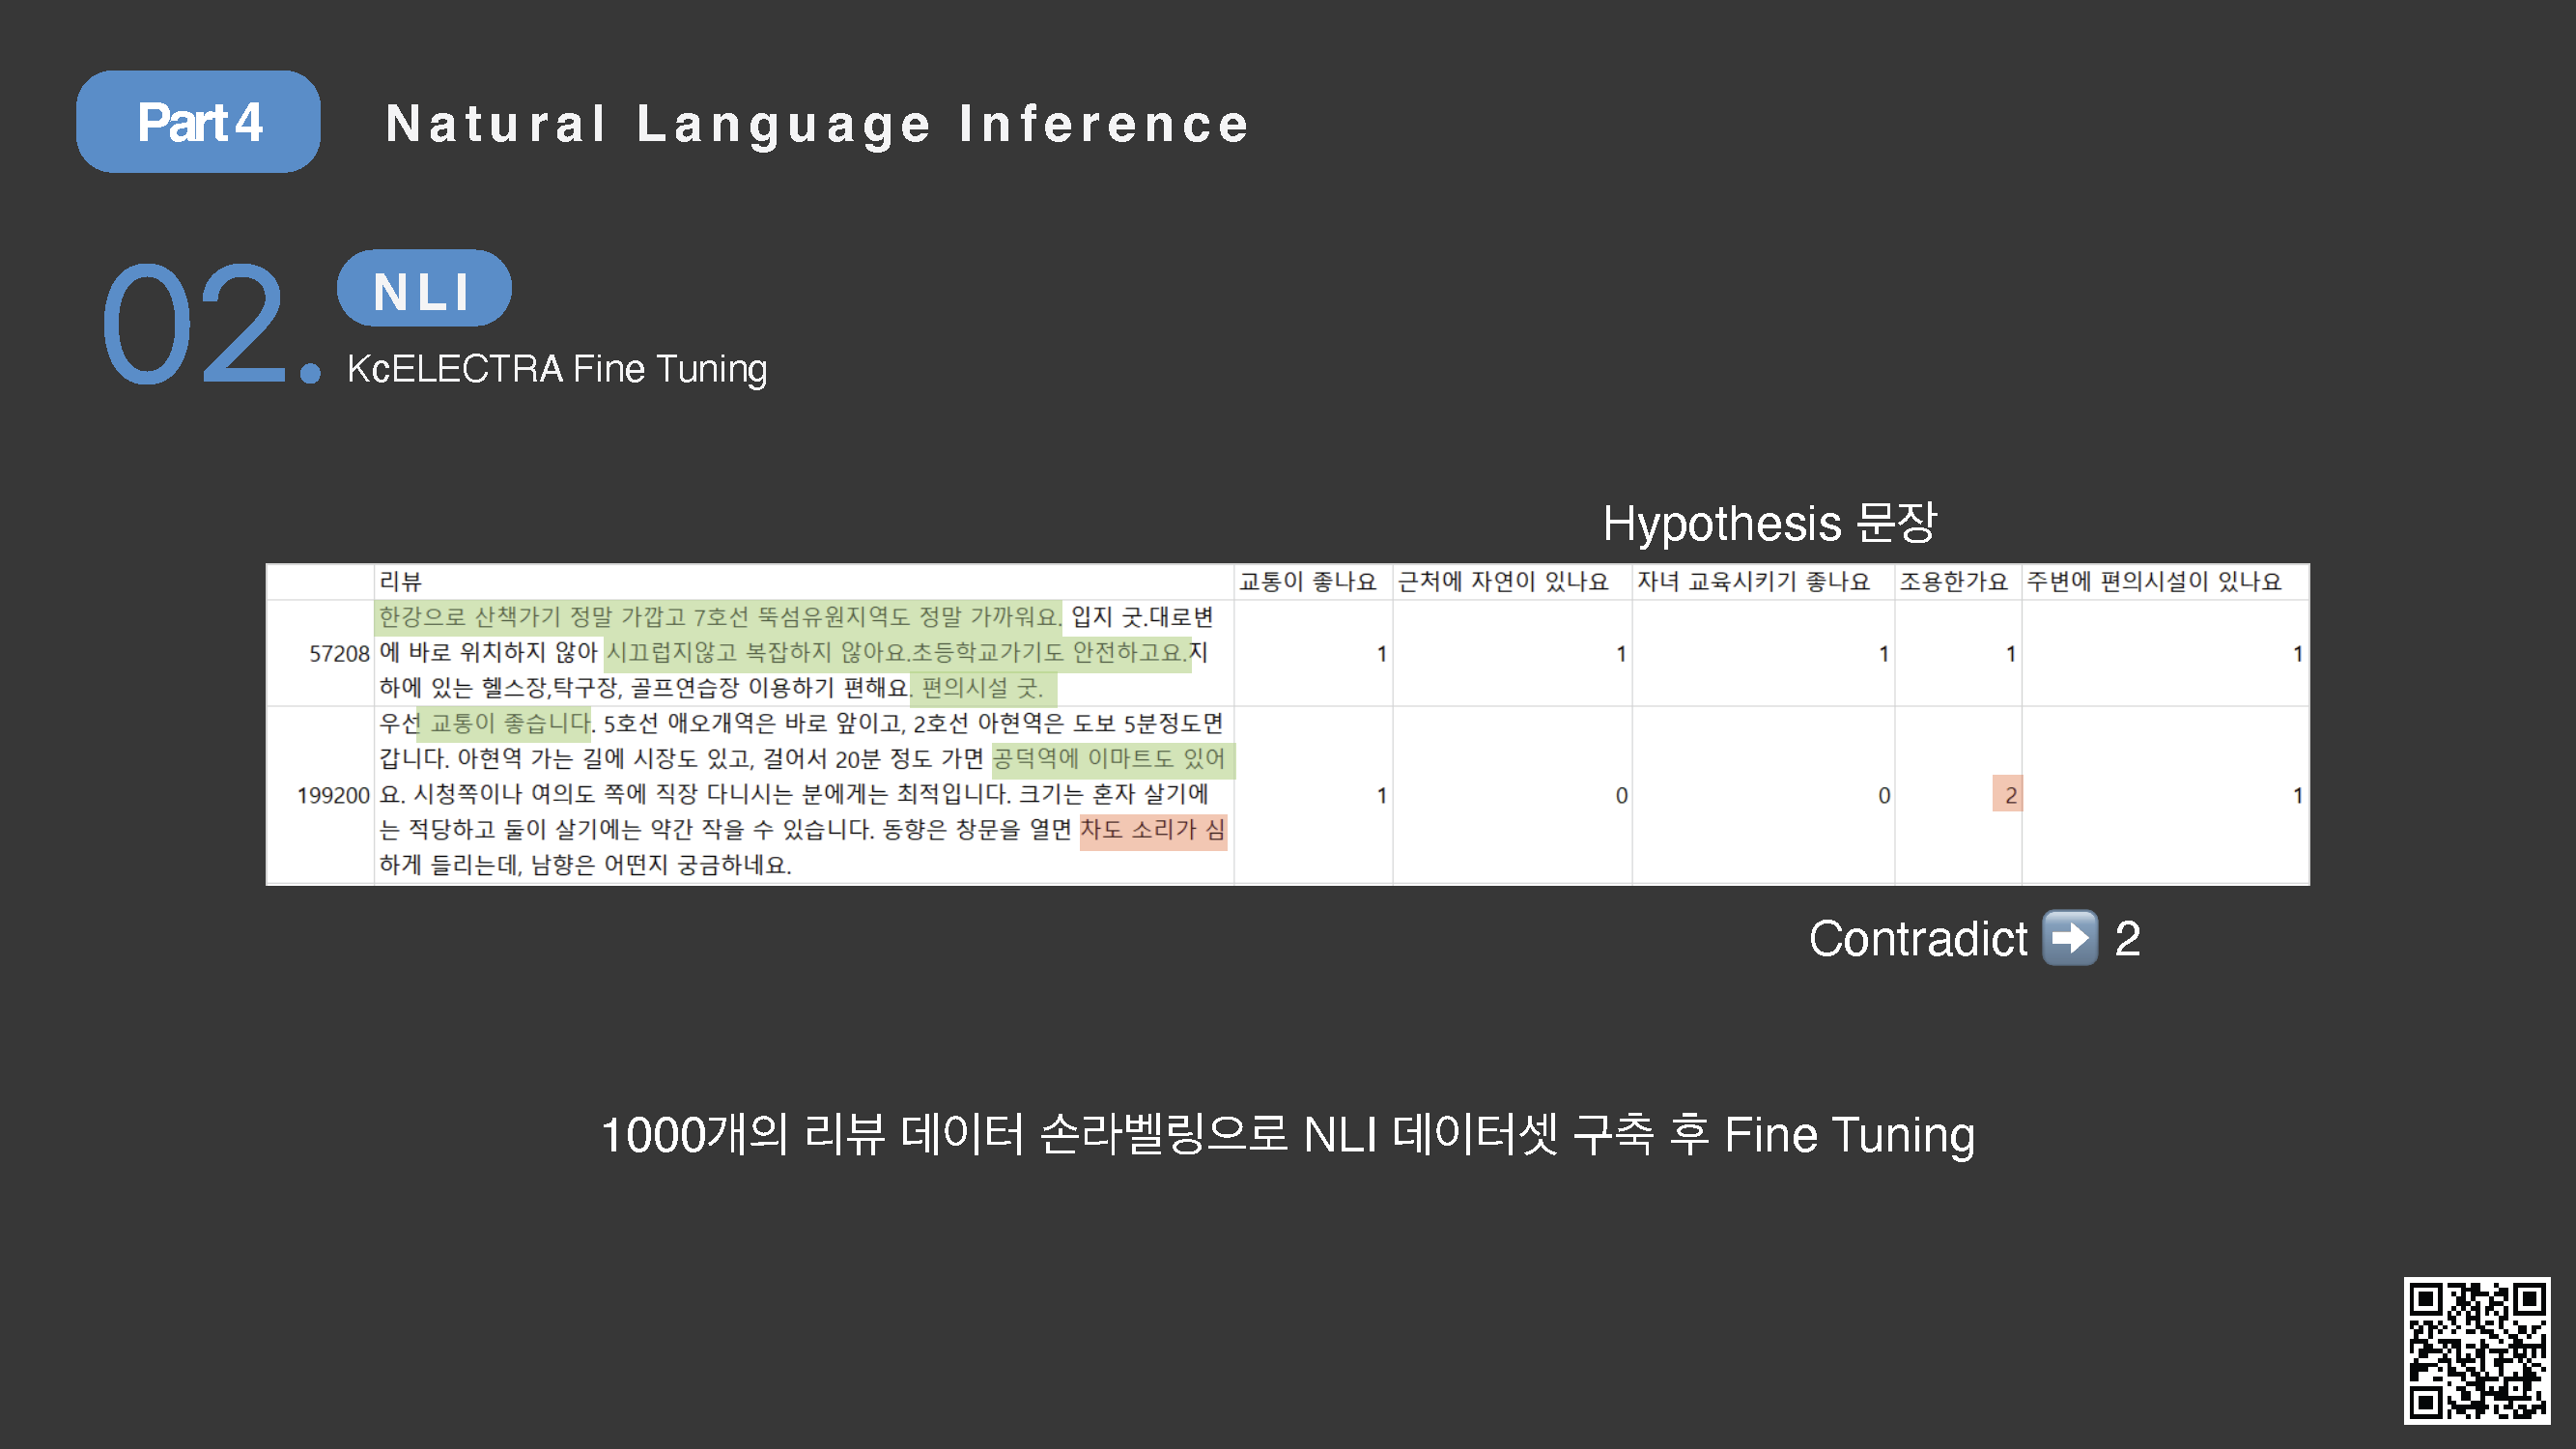 Part 4
Natural Language Inference
02.
NLI
KcELECTRA Fine Tuning
Hypothesis 문장
리뷰 교통이 좋나요 근처에 자연이 있나요 자녀 교육시키기 좋나요 조용한가요 주변에 편의시설이 있나요
한강으로 산책가기 정말 가깝고 7호선 뚝섬유원지역도 정말 가까워요. 입지 굿.대로변
57208 에 바로 위치하지 않아 시끄럽지않고 복잡하지 않아요.초등학교가기도 안전하고요.지 1 1 1 1 1
하에 있는 헬스장,탁구장, 골프연습장 이용하기 편해요. 편의시설 굿.
우선 교통이 좋습니다. 5호선 애오개역은 바로 앞이고, 2호선 아현역은 도보 5분정도면
갑니다. 아현역 가는 길에 시장도 있고, 걸어서 20분 정도 가면 공덕역에 이마트도 있어
199200 요. 시청쪽이나 여의도 쪽에 직장 다니시는 분에게는 최적입니다. 크기는 혼자 살기에 1 0 0 2 1
는 적당하고 둘이 살기에는 약간 작을 수 있습니다. 동향은 창문을 열면 차도 소리가 심
하게 들리는데, 남향은 어떤지 궁금하네요.
Contradict ➡ 2
1000개의 리뷰 데이터 손라벨링으로 NLI 데이터셋 구축 후 Fine Tuning